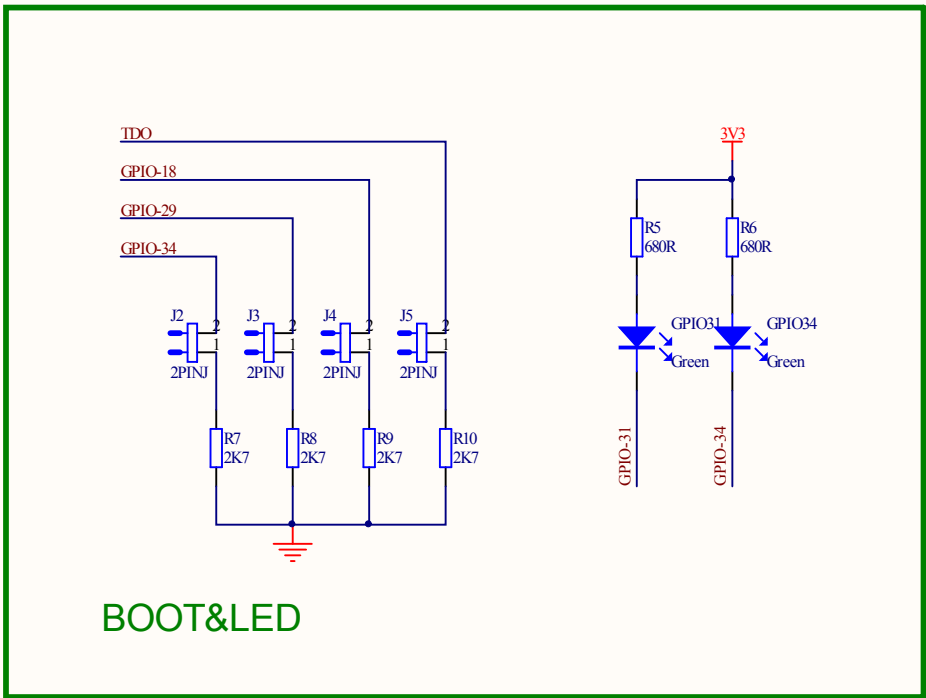 TDO
GPIO-18
GPIO-29
GPIO-34
J2
2
1
2PINJ
J3
2
1
2PINJ
J4
2
1
2PINJ
J5
2
1
2PINJ
R7
2K7
R8
2K7
R9
2K7
R10
2K7
3V3
R5
680R
R6
680R
GPIO31
Green
GPIO34
Green
GPIO-31
GPIO-34
BOOT&LED